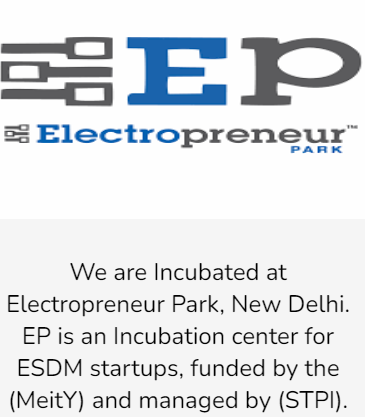 EP
Electropreneur™
PARK
We are Incubated at
Electropreneur Park, New Delhi.
EP is an Incubation center for
ESDM startups, funded by the
(MeitY) and managed by (STPI).